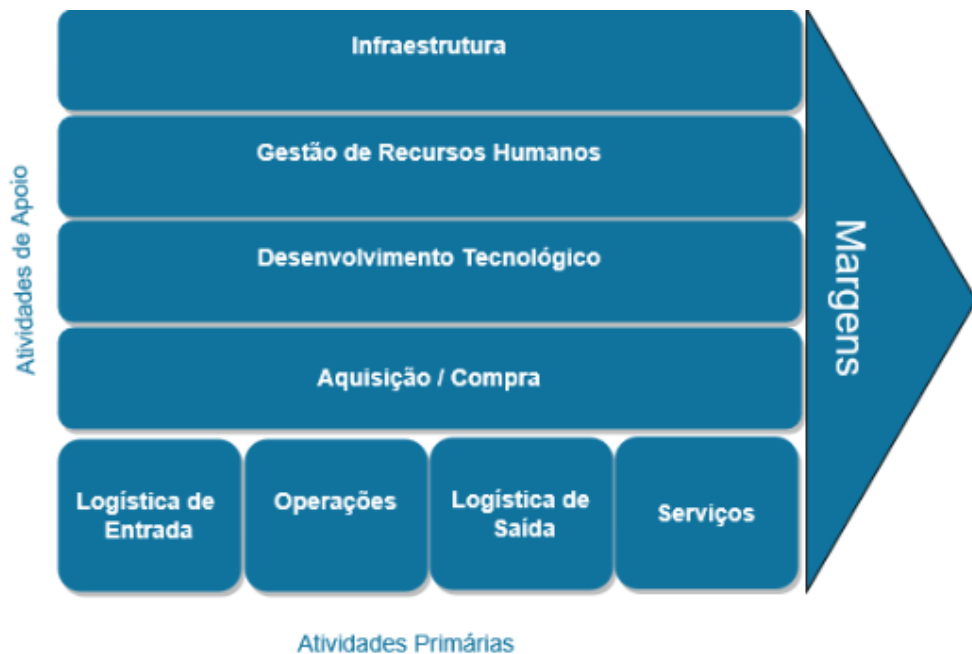 Infraestrutura
Gestão de Recursos Humanos
Desenvolvimento Tecnológico
Aquisição / Compra
Atividades de Apoio
Margens
Logística de
Entrada
Operações
Logística de
Saída
Serviços
Atividades Primárias